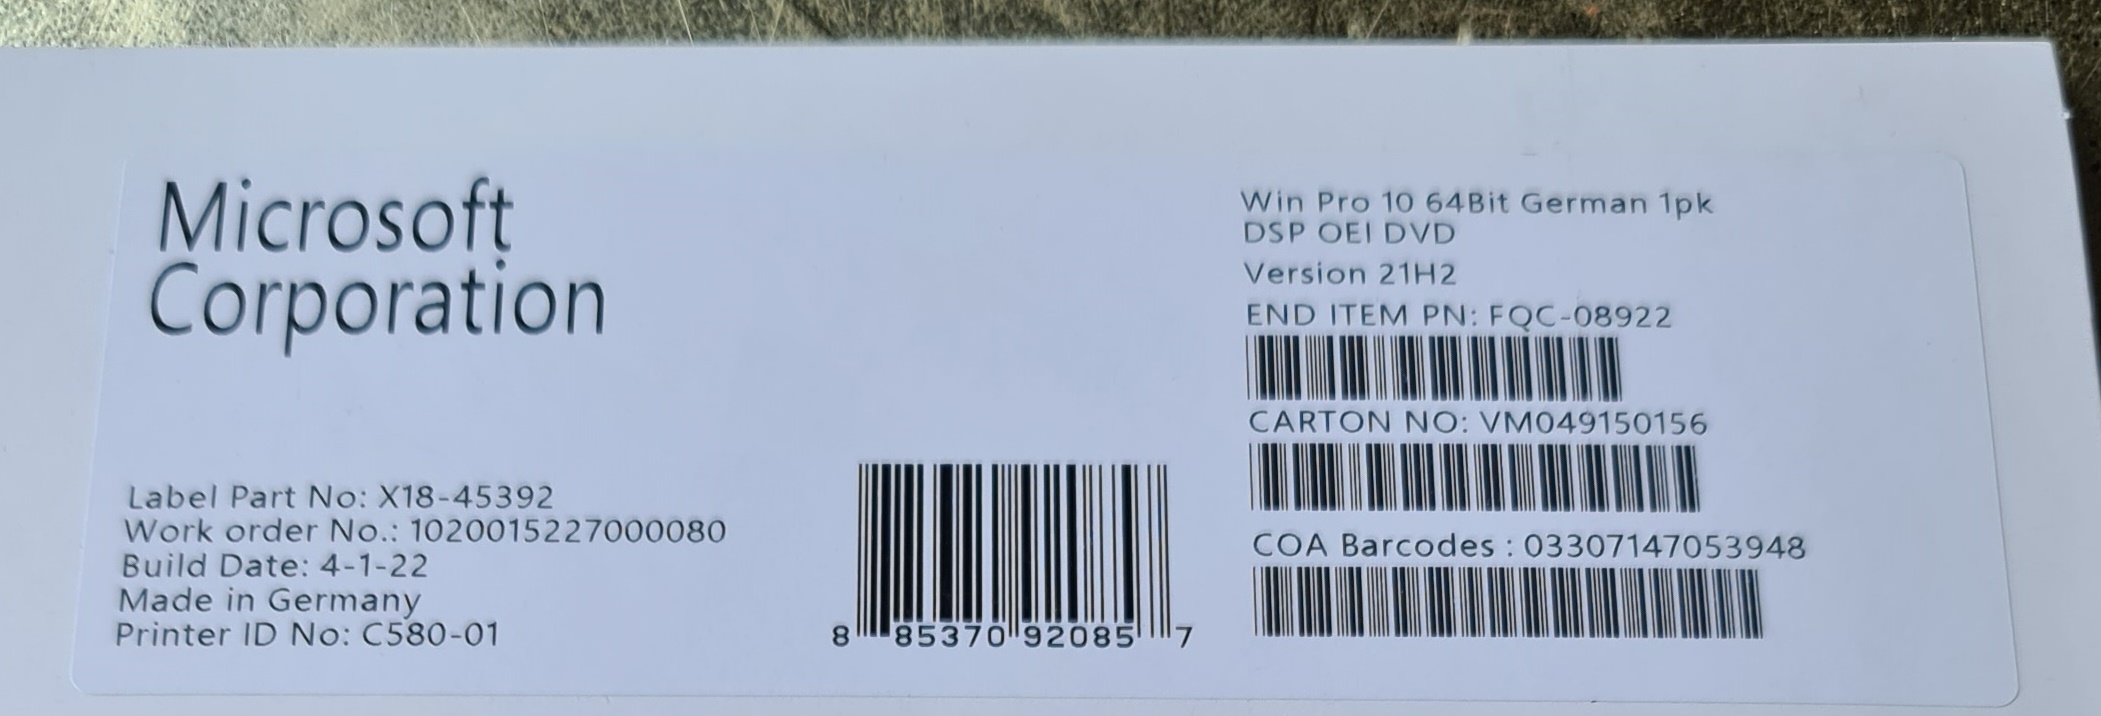 Microsoft
Corporation
Label Part No: X18-45392
Work order No.: 1020015227000080
Build Date: 4-1-22
Made in Germany
Printer ID No: C580-01
8 85370 92085 7
Win Pro 10 64Bit German 1pk
DSP OEI DVD
Version 21H2
END ITEM PN: FQC-08922
CARTON NO: VM049150156
COA Barcodes : 03307147053948